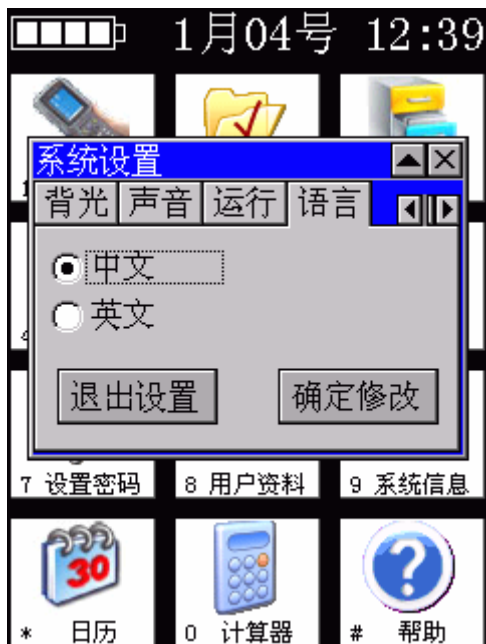 1月04号 12:39
系统设置
背光 声音 运行 语言
中文
英文
退出设置 确定修改
7 设置密码 8 用户资料 9 系统信息
30
* 日历 0 计算器 # 帮助